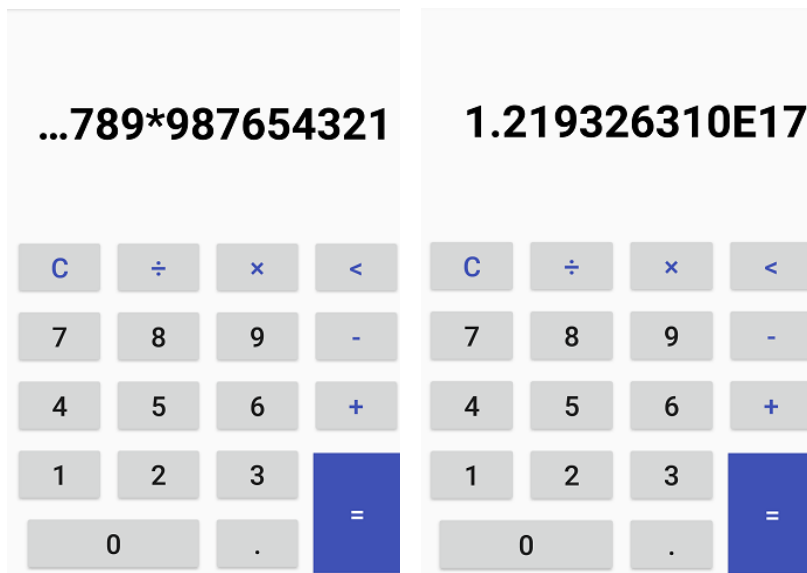 …789*987654321
C ÷ × <
7 8 9 -
4 5 6 +
1 2 3
=
0 .
1.219326310E17
C ÷ × <
7 8 9 -
4 5 6 +
1 2 3
=
0 .